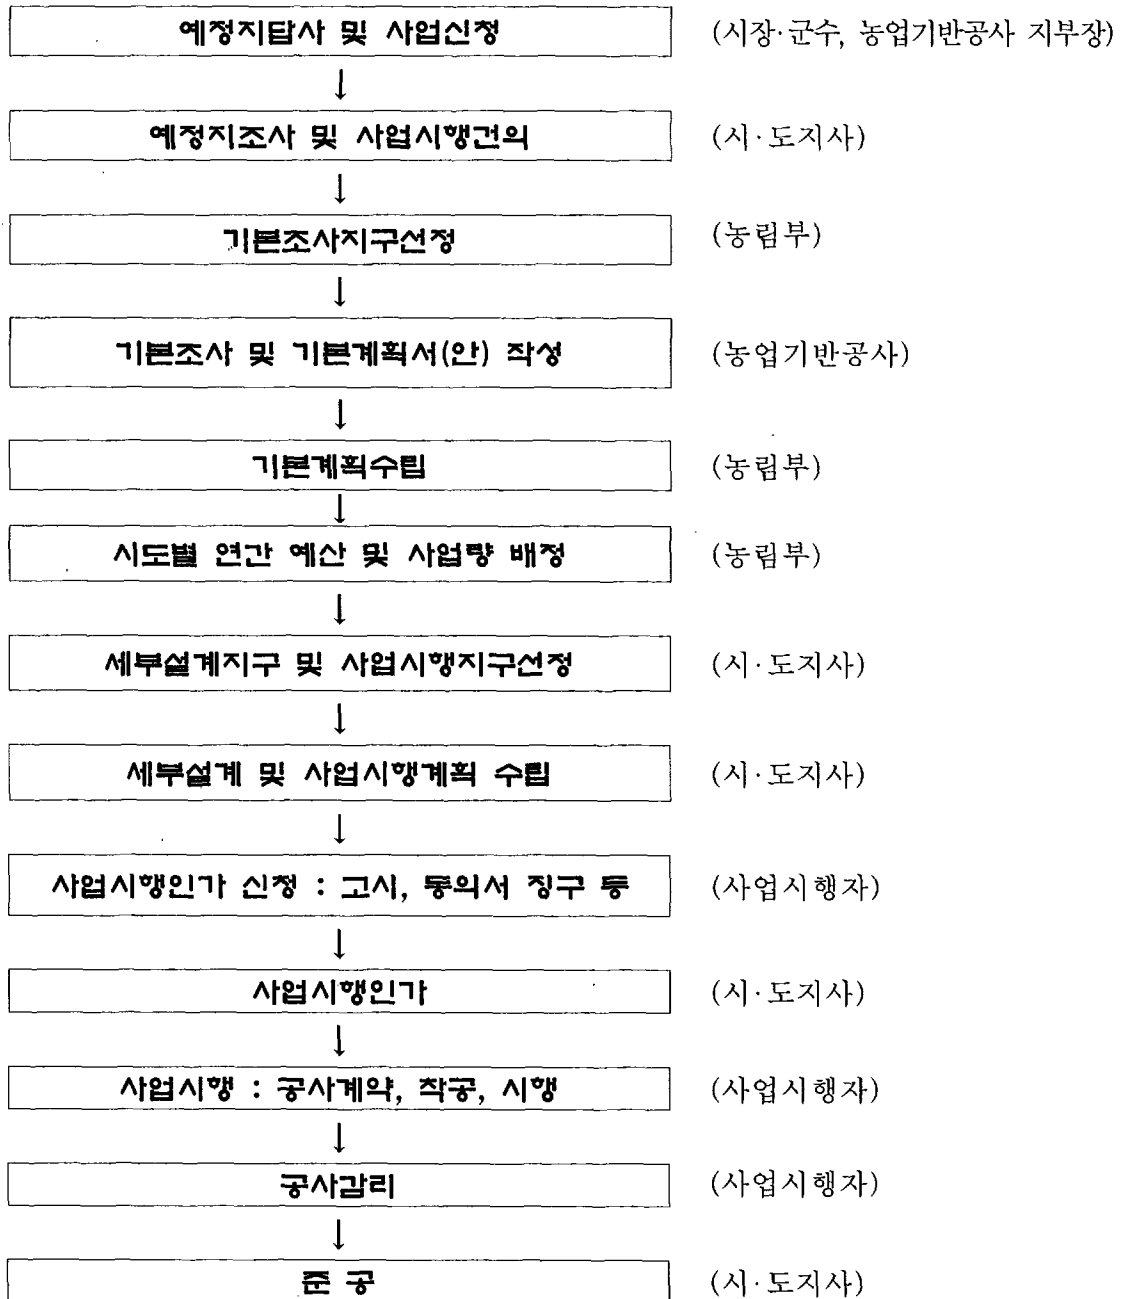 예정지답사 및 사업신청 (시장·군수, 농업기반공사 지부장)
↓
예정지조사 및 사업시행건의 (시·도지사)
↓
기본조사지구선정 (농림부)
↓
기본조사 및 기본계획서(안) 작성 (농업기반공사)
↓
기본계획수립 (농림부)
↓
시도별 연간 예산 및 사업량 배정 (농림부)
↓
세부설계지구 및 사업시행지구선정 (시·도지사)
↓
세부설계 및 사업시행계획 수립 (시·도지사)
↓
사업시행인가 신청 : 고시, 동의서 징구 등 (사업시행자)
↓
사업시행인가 (시·도지사)
↓
사업시행 : 공사계약, 착공, 시행 (사업시행자)
↓
공사감리 (사업시행자)
↓
준 공 (시·도지사)